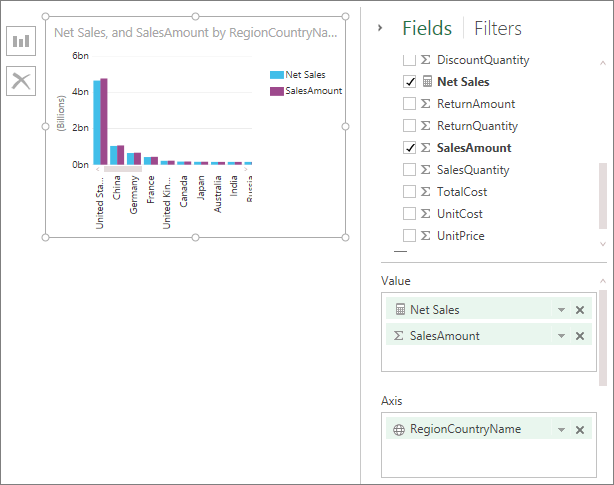 Net Sales, and SalesAmount by RegionCountryNa...
6bn
4bn
2bn
0bn
(Billions)
Net Sales
SalesAmount
United Sta...
China
Germany
France
United Kin...
Canada
Japan
Australia
India
Russia
Fields
Filters
DiscountQuantity
Net Sales
ReturnAmount
ReturnQuantity
SalesAmount
SalesQuantity
TotalCost
UnitCost
UnitPrice
Value
Net Sales
SalesAmount
Axis
RegionCountryName